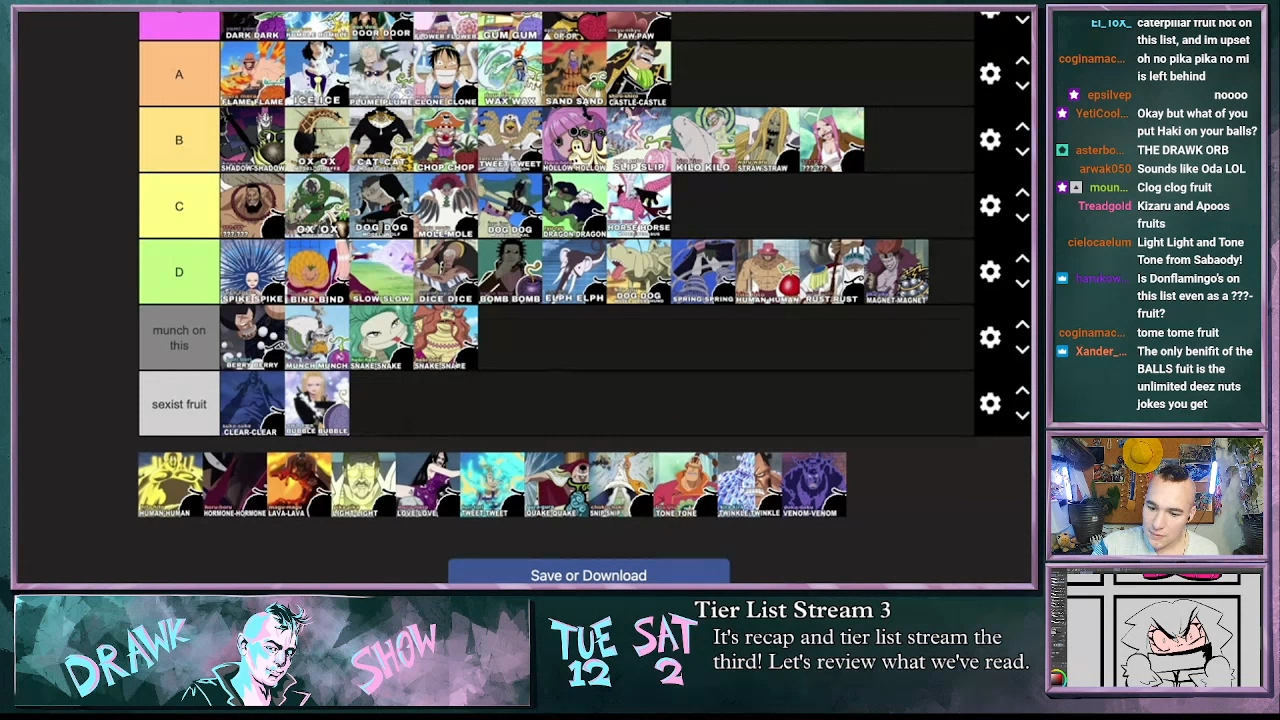 DARK DARK
DOOR DOOR
GUM GUM
PAW-PAW
A
FLAME FLAME
ICE ICE
PLUME PLUME
CLONE CLONE
WAX WAX
SAND SAND
CASTLE-CASTLE
B
SHADOW-SHADOW
OX OX
CAT CAT
CHOP CHOP
TWEET TWEET
HOLLOW HOLLOW
SLIP SLIP
KILO KILO
STRAW STRAW
???-???
C
???-???
OX OX
DOG DOG
MOLE-MOLE
DOG DOG
DRAGON DRAGON
HORSE HORSE
D
SPIKE SPIKE
BIND BIND
SLOW SLOW
DICE DICE
BOMB BOMB
ELPH ELPH
DOG DOG
SPRING SPRING
HUMAN HUMAN
RUST RUST
MAGNET-MAGNET
munch on
this
BERRY BERRY
MUNCH MUNCH
SNAKE SNAKE
SNAKE SNAKE
sexist fruit
CLEAR-CLEAR
BUBBLE BUBBLE
HUMAN-HUMAN
HORMONE-HORMONE
LAVA-LAVA
LIGHT LIGHT
LOVE LOVE
TWEET TWEET
QUAKE QUAKE
SNIP SNIP
TONE-TONE
TWINKLE TWINKLE
VENOM-VENOM
Save or Download
El_Tox_ caterpillar fruit not on
this list, and im upset
coginamac... oh no pika pika no mi
is left behind
epsilvep noooo
YetiCool... Okay but what of you
put Haki on your balls?
asterbo... THE DRAWK ORB
arwak050 Sounds like Oda LOL
moun... Clog clog fruit
Treadgold Kizaru and Apoos
fruits
cielocaelum Light Light and Tone
Tone from Sabaody!
harukow... Is Donflamingo's on
this list even as a ???-
fruit?
coginamac... tome tome fruit
Xander_... The only benifit of the
BALLS fuit is the
unlimited deez nuts
jokes you get
DRAWK
SHOW
TUE
12
SAT
2
Tier List Stream 3
It's recap and tier list stream the
third! Let's review what we've read.